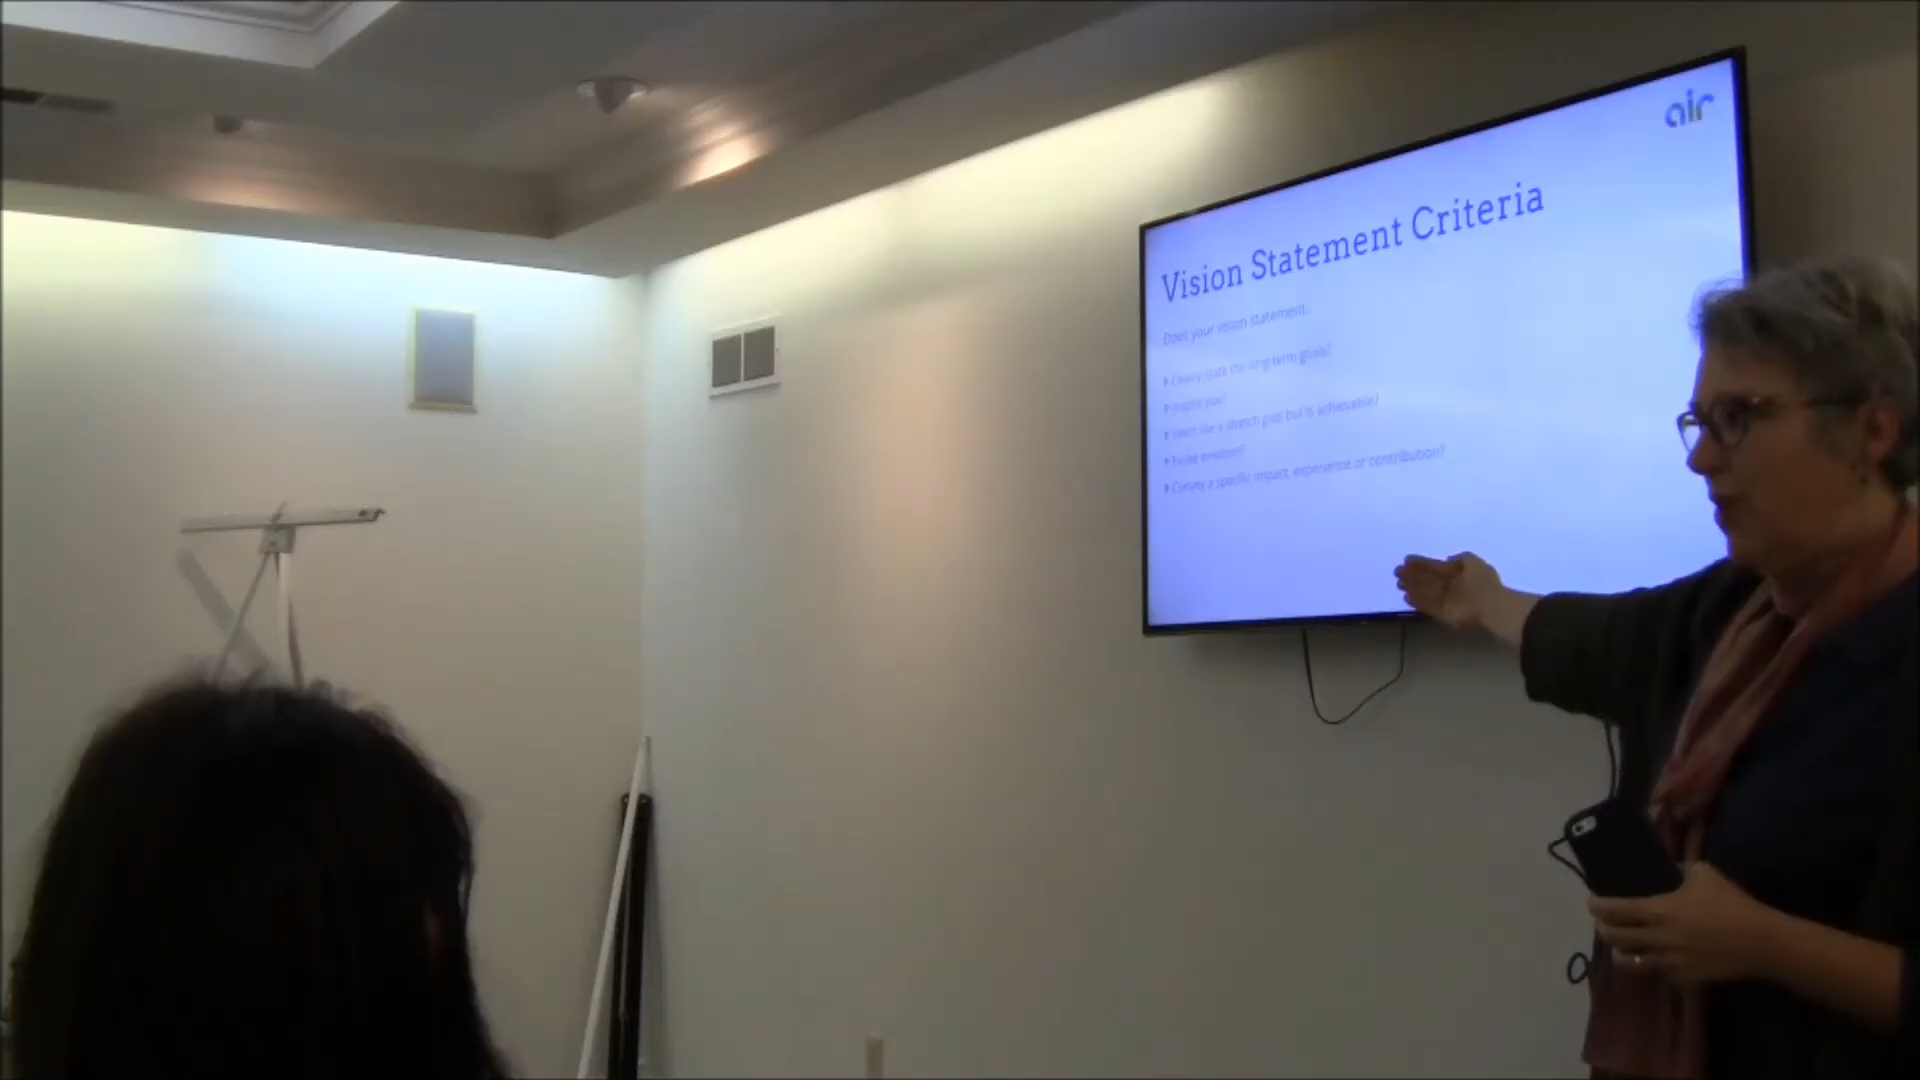 air
Vision Statement Criteria
Does your vision statement:
Clearly state the long term goals?
Inspire you?
Seem like a stretch goal but is achievable?
Evoke emotion?
Convey a specific impact, experience or contribution?